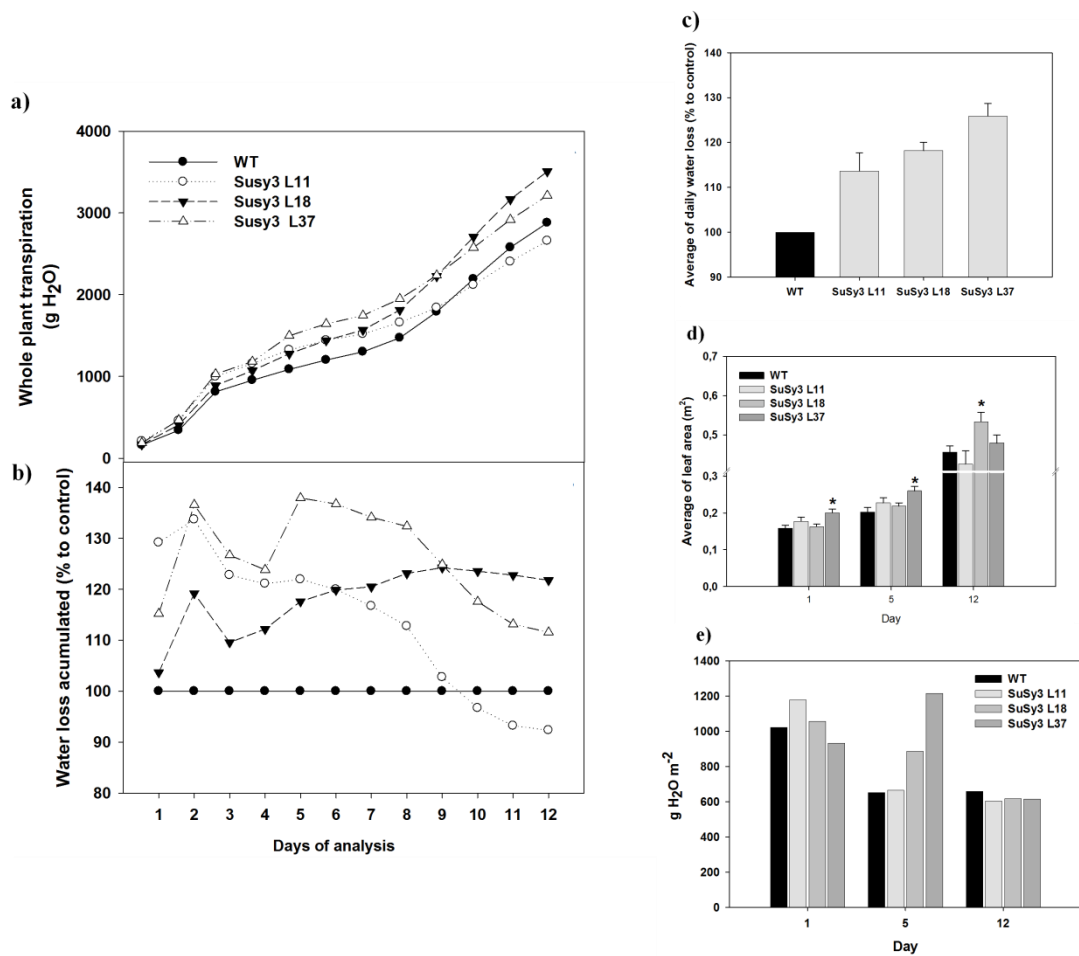 a)
Whole plant transpiration
(g H2O)
4000
3000
2000
1000
0
WT
Susy3 L11
Susy3 L18
Susy3 L37
b)
Water loss acumulated (% to control)
140
130
120
110
100
90
80
1 2 3 4 5 6 7 8 9 10 11 12
Days of analysis
c)
Average of daily water loss (% to control)
140
130
120
110
100
90
WT SuSy3 L11 SuSy3 L18 SuSy3 L37
d)
Average of leaf area (m2)
0,7
0,6
0,5
0,3
0,2
0,1
0,0
WT
SuSy3 L11
SuSy3 L18
SuSy3 L37
*
*
*
1 5 12
Day
e)
g H2O m-2
1400
1200
1000
800
600
400
200
0
WT
SuSy3 L11
SuSy3 L18
SuSy3 L37
1 5 12
Day